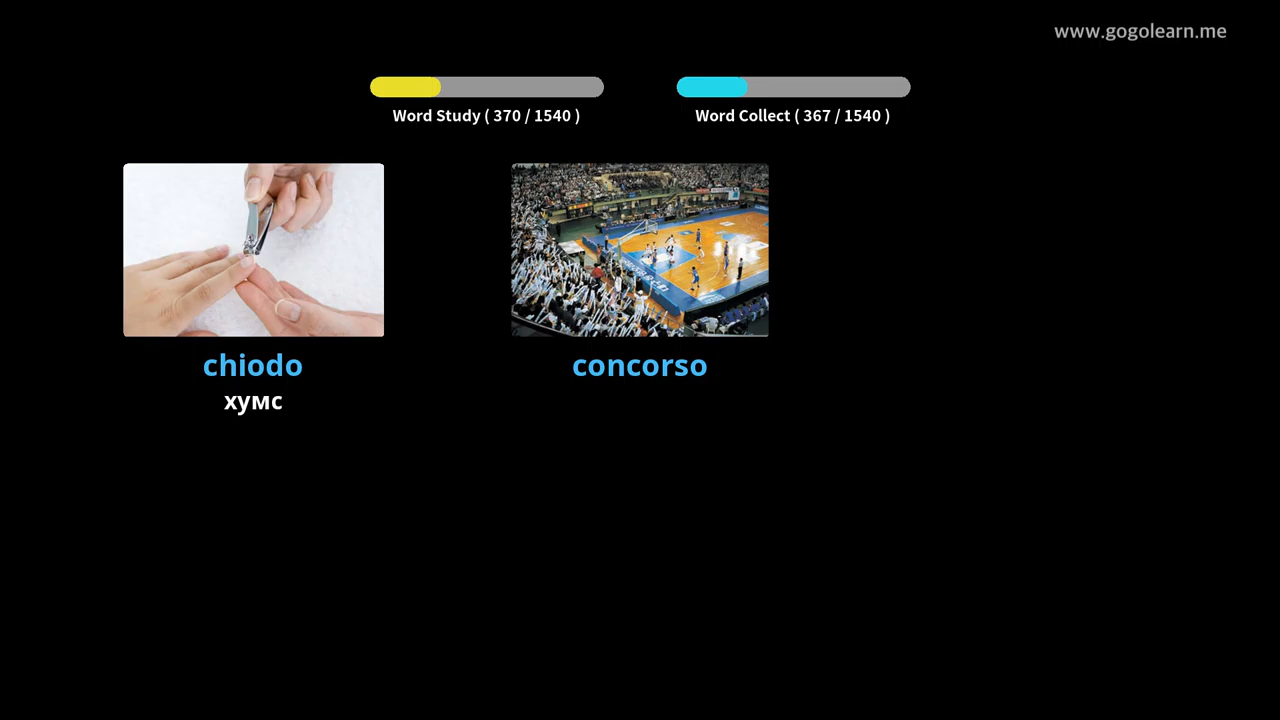 www.gogolearn.me
Word Study ( 370 / 1540 )
Word Collect ( 367 / 1540 )
chiodo
хумс
concorso